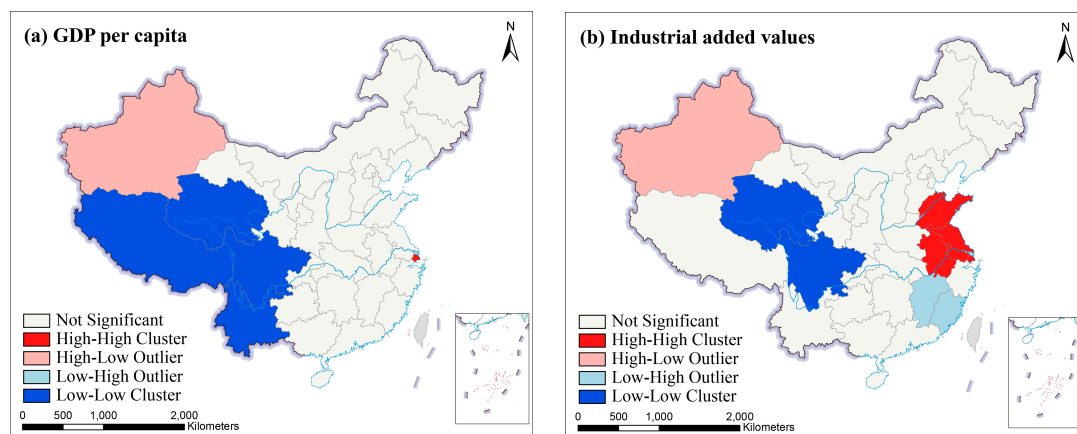 (a) GDP per capita
N
Not Significant
High-High Cluster
High-Low Outlier
Low-High Outlier
Low-Low Cluster
0 500 1,000 2,000
Kilometers
(b) Industrial added values
N
Not Significant
High-High Cluster
High-Low Outlier
Low-High Outlier
Low-Low Cluster
0 500 1,000 2,000
Kilometers